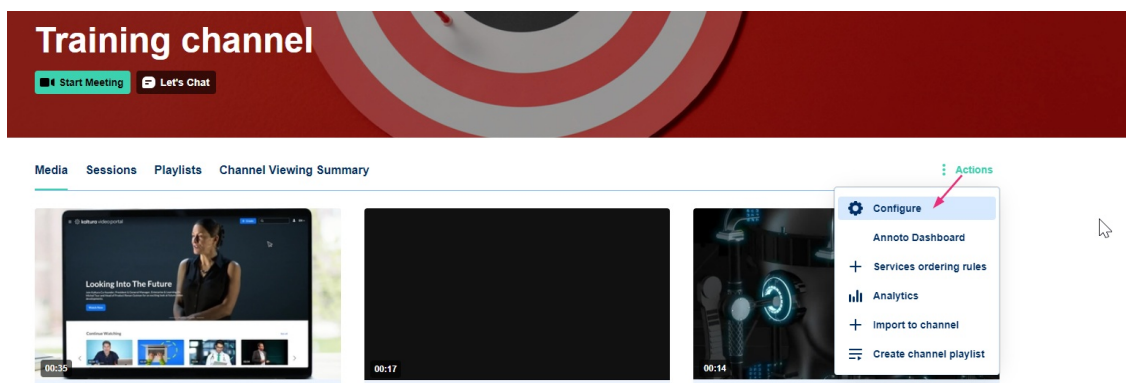 Training channel
Start Meeting
Let's Chat
Media Sessions Playlists Channel Viewing Summary
Actions
Configure
Annoto Dashboard
Services ordering rules
Analytics
Import to channel
Create channel playlist
kaltura videoportal
Looking Into The Future
Continue Watching
00:35
00:17
00:14